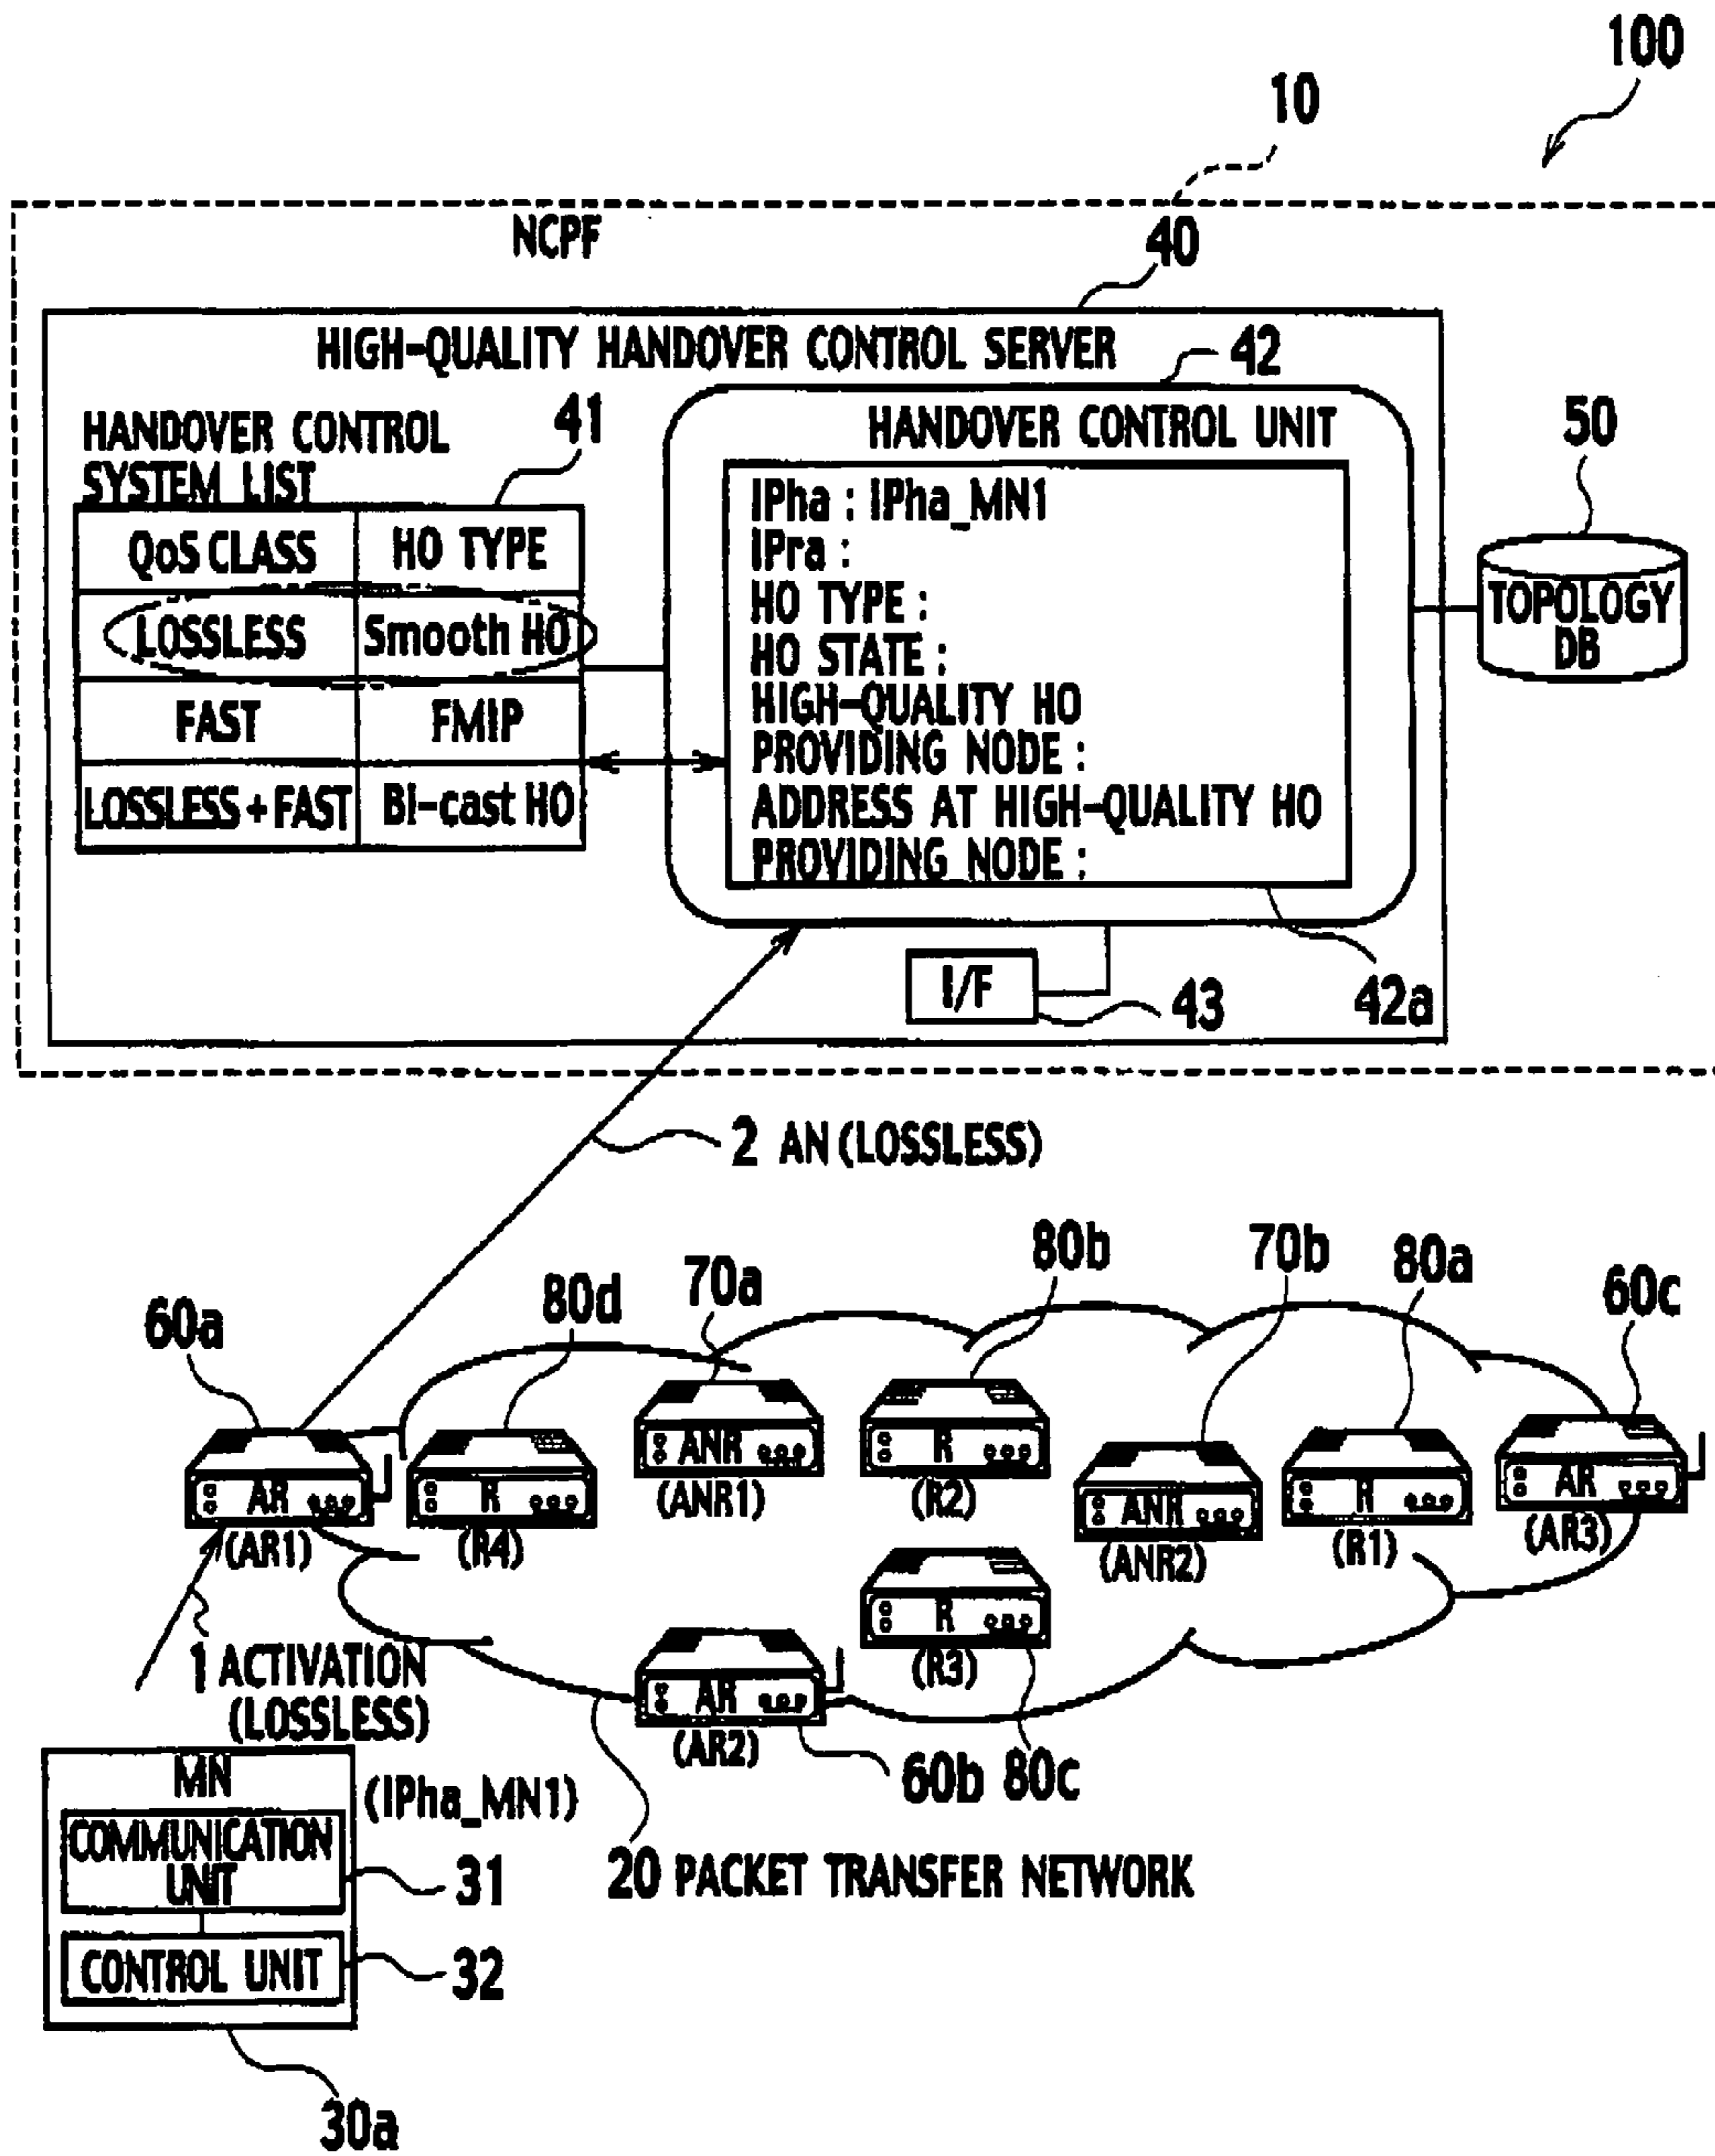 100
10
NCPF
40
HIGH-QUALITY HANDOVER CONTROL SERVER
42
HANDOVER CONTROL
SYSTEM LIST
41
HANDOVER CONTROL UNIT
50
QoS CLASS HO TYPE
LOSSLESS Smooth HO
FAST FMIP
LOSSLESS + FAST Bi-cast HO
IPha : IPha_MN1
IPra :
HO TYPE :
HO STATE :
HIGH-QUALITY HO
PROVIDING NODE :
ADDRESS AT HIGH-QUALITY HO
PROVIDING NODE :
TOPOLOGY
DB
I/F
43
42a
2 AN (LOSSLESS)
60a
80d
70a
80b
70b
80a
60c
AR
(AR1)
R
(R4)
ANR
(ANR1)
R
(R2)
ANR
(ANR2)
R
(R1)
AR
(AR3)
R
(R3)
AR
(AR2)
60b
80c
1 ACTIVATION
(LOSSLESS)
MN
(IPha_MN1)
COMMUNICATION
UNIT
31
CONTROL UNIT
32
20 PACKET TRANSFER NETWORK
30a